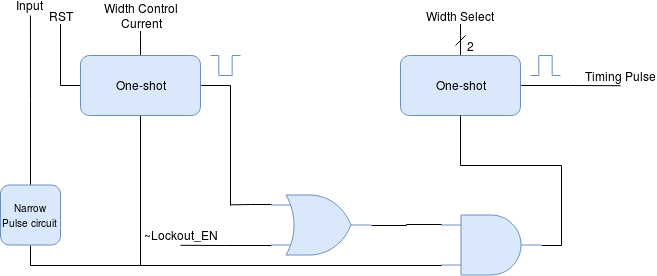 Input
RST
Width Control
Current
Width Select
2
One-shot
One-shot
Timing Pulse
Narrow
Pulse circuit
~Lockout_EN